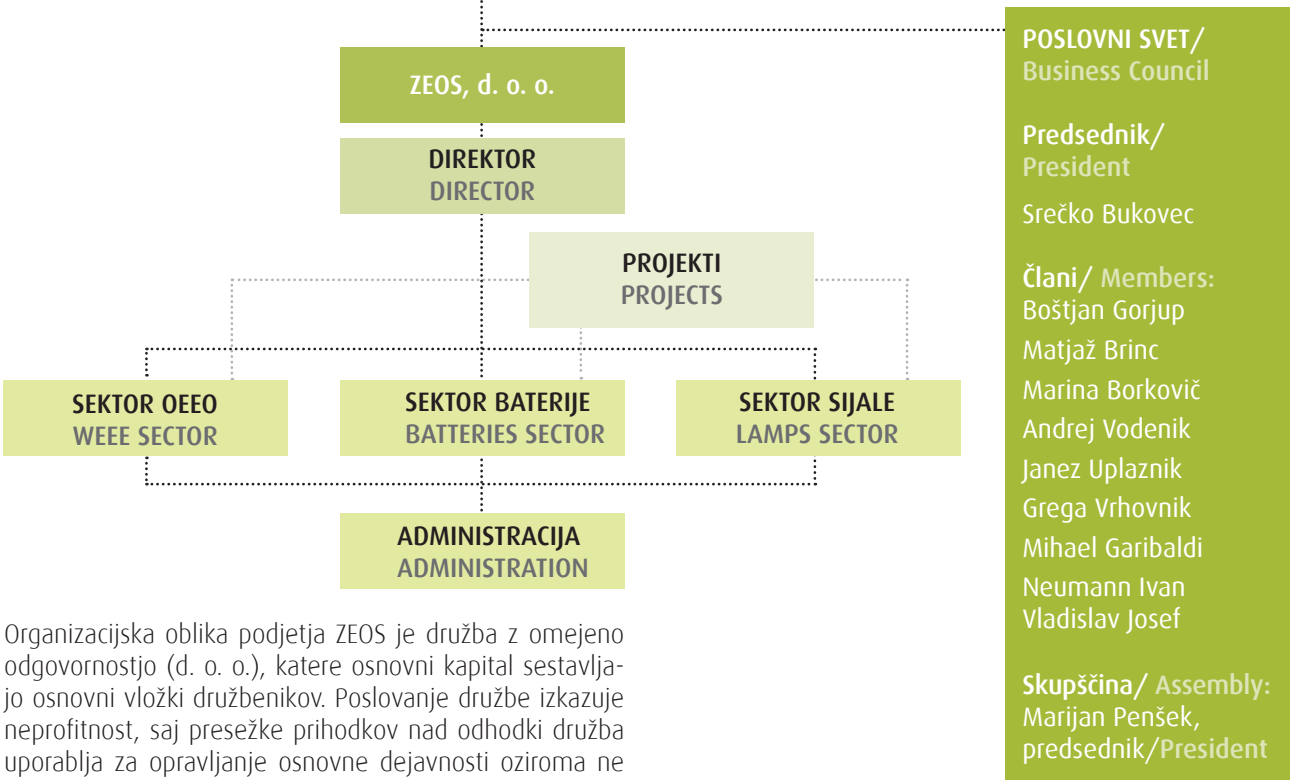 ZEOS, d. o. o.
DIREKTOR
DIRECTOR
PROJEKTI
PROJECTS
SEKTOR OEEO
WEEE SECTOR
SEKTOR BATERIJE
BATTERIES SECTOR
SEKTOR SIJALE
LAMPS SECTOR
ADMINISTRACIJA
ADMINISTRATION
Organizacijska oblika podjetja ZEOS je družba z omejeno
odgovornostjo (d. o. o.), katere osnovni kapital sestavlja-
jo osnovni vložki družbenikov. Poslovanje družbe izkazuje
neprofitnost, saj presežke prihodkov nad odhodki družba
uporablja za opravljanje osnovne dejavnosti oziroma ne
POSLOVNI SVET/
Business Council
Predsednik/
President
Srečko Bukovec
Člani/ Members:
Boštjan Gorjup
Matjaž Brinc
Marina Borkovič
Andrej Vodenik
Janez Uplaznik
Grega Vrhovnik
Mihael Garibaldi
Neumann Ivan
Vladislav Josef
Skupščina/ Assembly:
Marijan Penšek,
predsednik/President